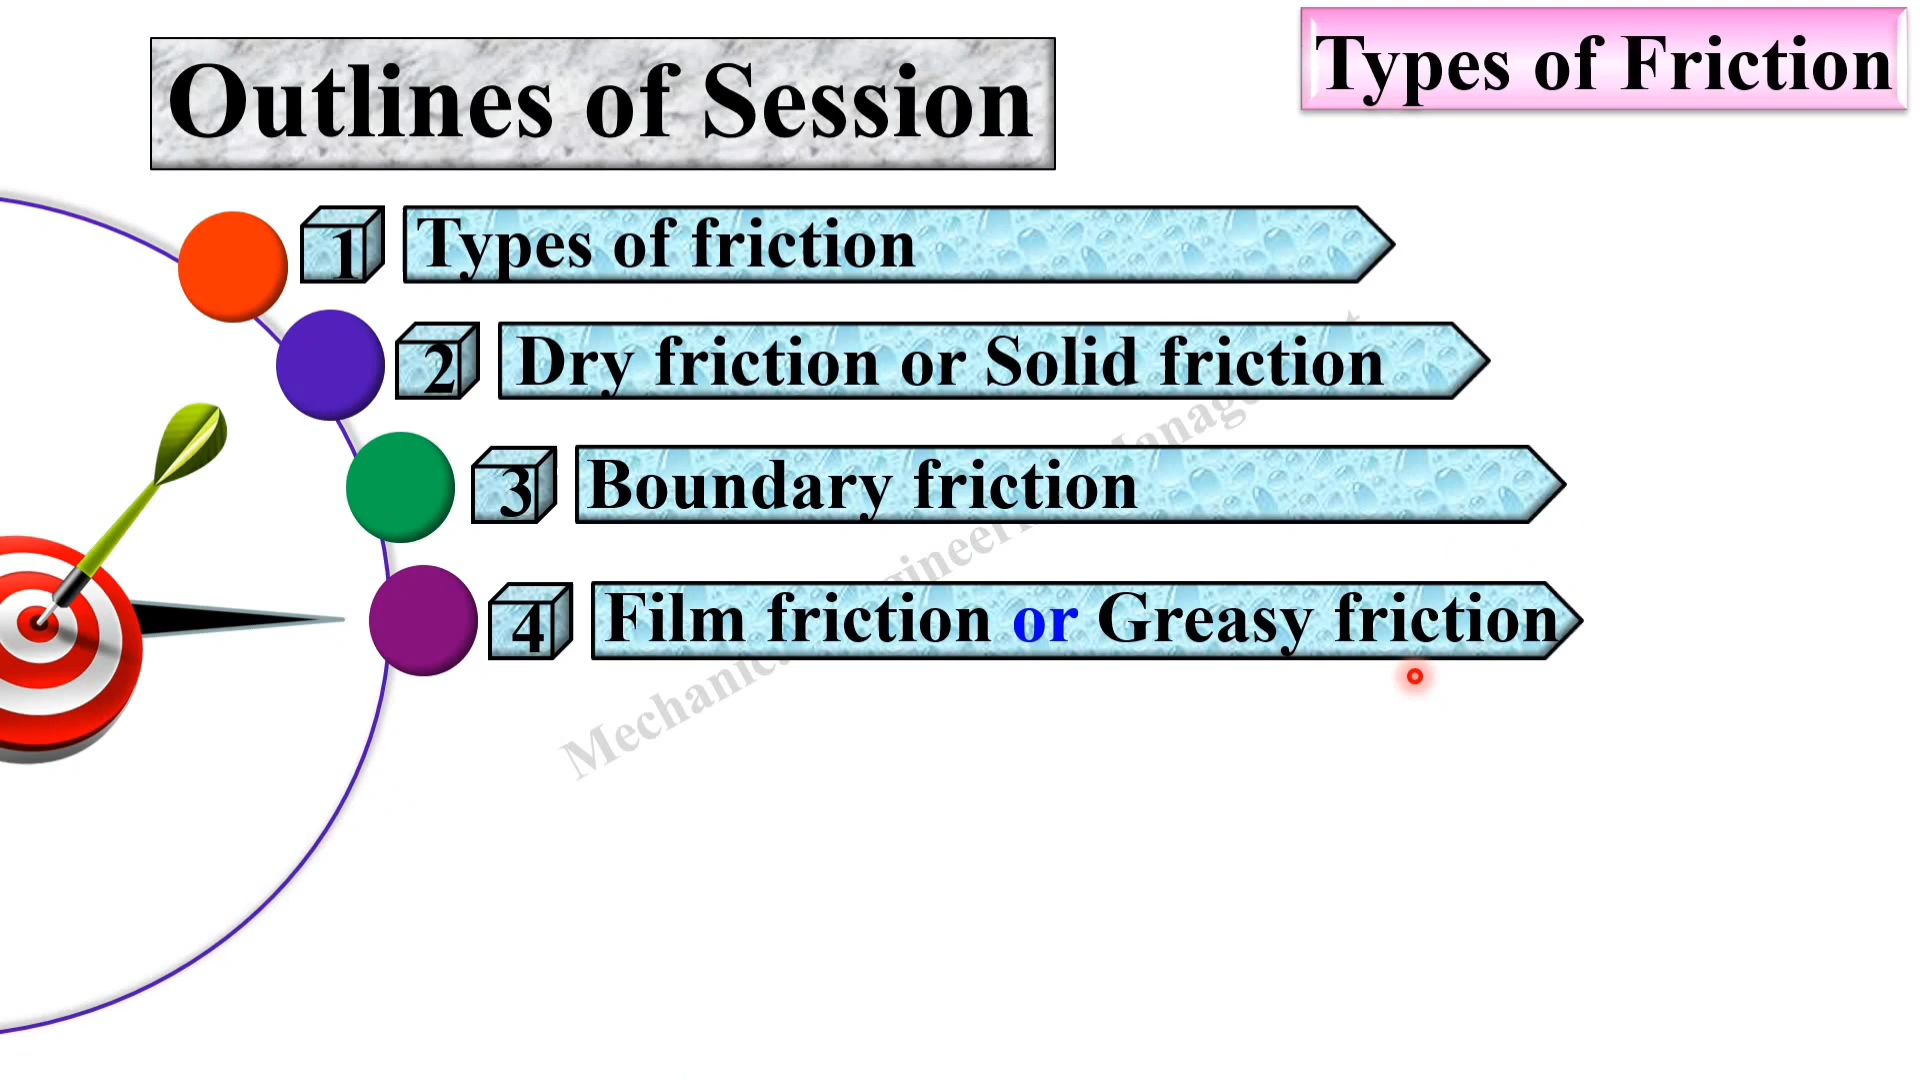 Outlines of Session
Types of Friction
1 Types of friction
2 Dry friction or Solid friction
3 Boundary friction
4 Film friction or Greasy friction